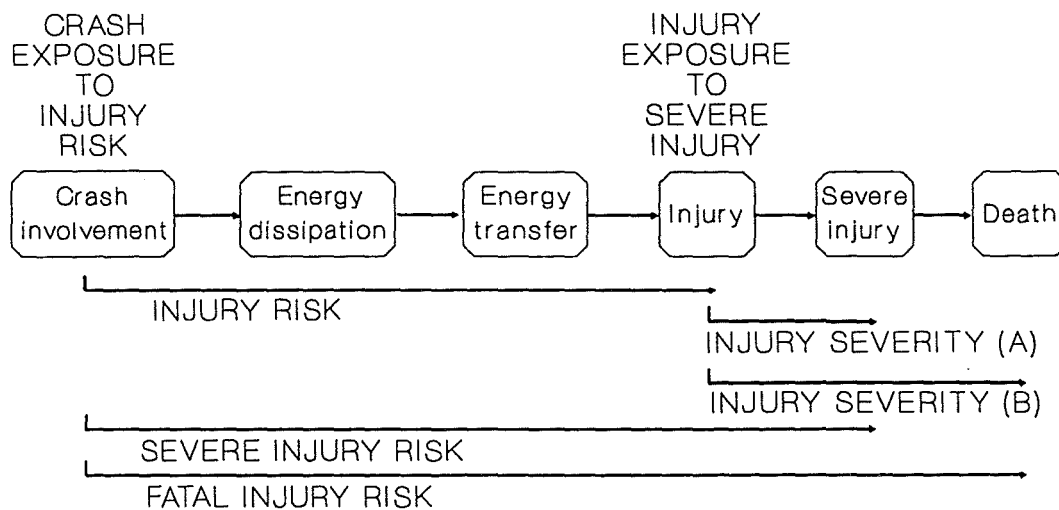 CRASH
EXPOSURE
TO
INJURY
RISK
INJURY
EXPOSURE
TO
SEVERE
INJURY
Crash
involvement
Energy
dissipation
Energy
transfer
Injury
Severe
injury
Death
INJURY RISK
INJURY SEVERITY (A)
INJURY SEVERITY (B)
SEVERE INJURY RISK
FATAL INJURY RISK